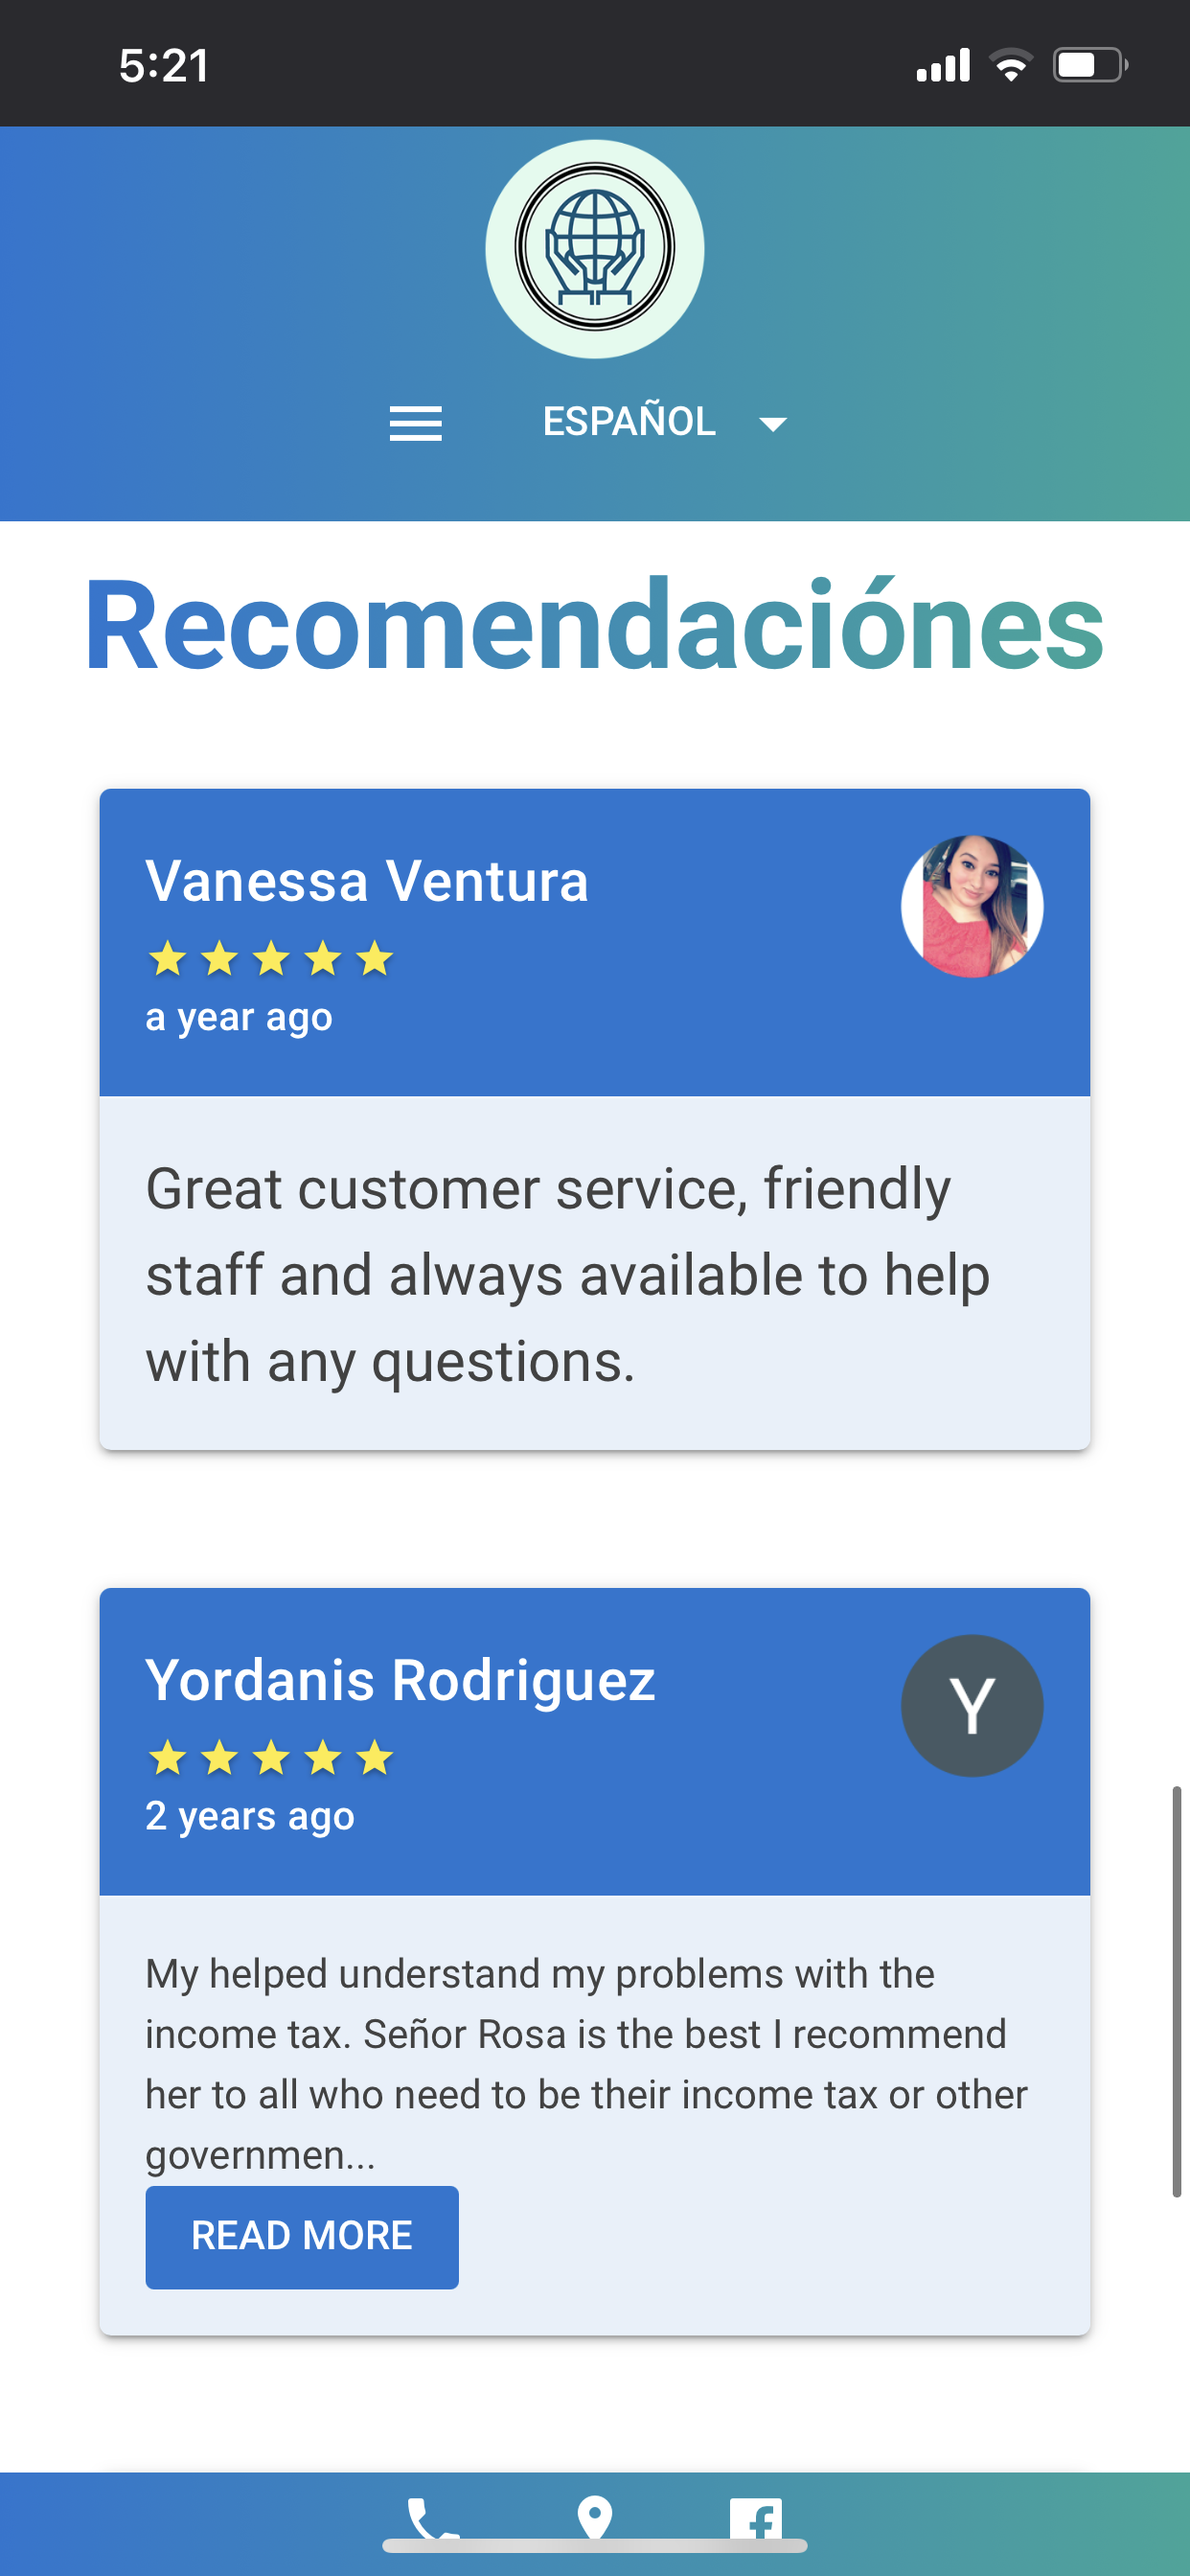 5:21
ESPAÑOL
Recomendaciónes
Vanessa Ventura
a year ago
Great customer service, friendly
staff and always available to help
with any questions.
Yordanis Rodriguez
Y
2 years ago
My helped understand my problems with the
income tax. Señor Rosa is the best I recommend
her to all who need to be their income tax or other
governmen...
READ MORE